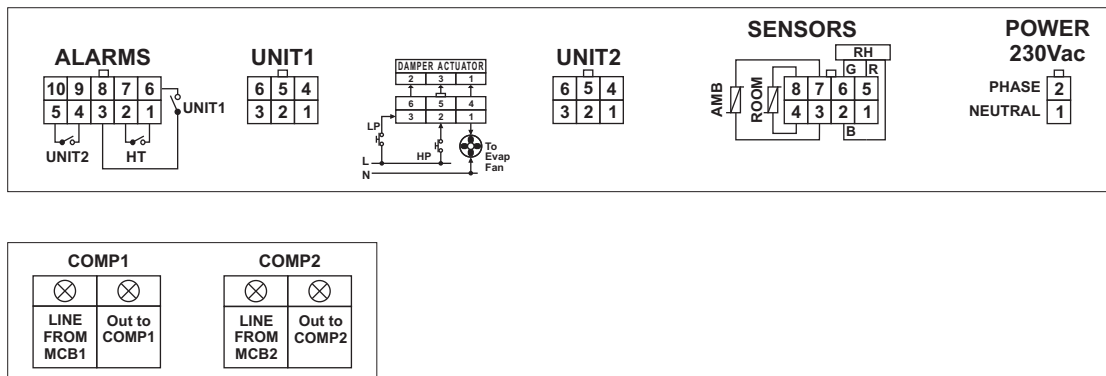 ALARMS
10 9 8 7 6
5 4 3 2 1
UNIT1
UNIT2
HT
UNIT1
6 5 4
3 2 1
DAMPER ACTUATOR
2 3 1
6 5 4
3 2 1
LP
HP
L
N
To
Evap
Fan
UNIT2
6 5 4
3 2 1
SENSORS
RH
G R
AMB
ROOM
8 7 6 5
4 3 2 1
B
POWER
230Vac
PHASE 2
NEUTRAL 1
COMP1
LINE
FROM
MCB1
Out to
COMP1
COMP2
LINE
FROM
MCB2
Out to
COMP2